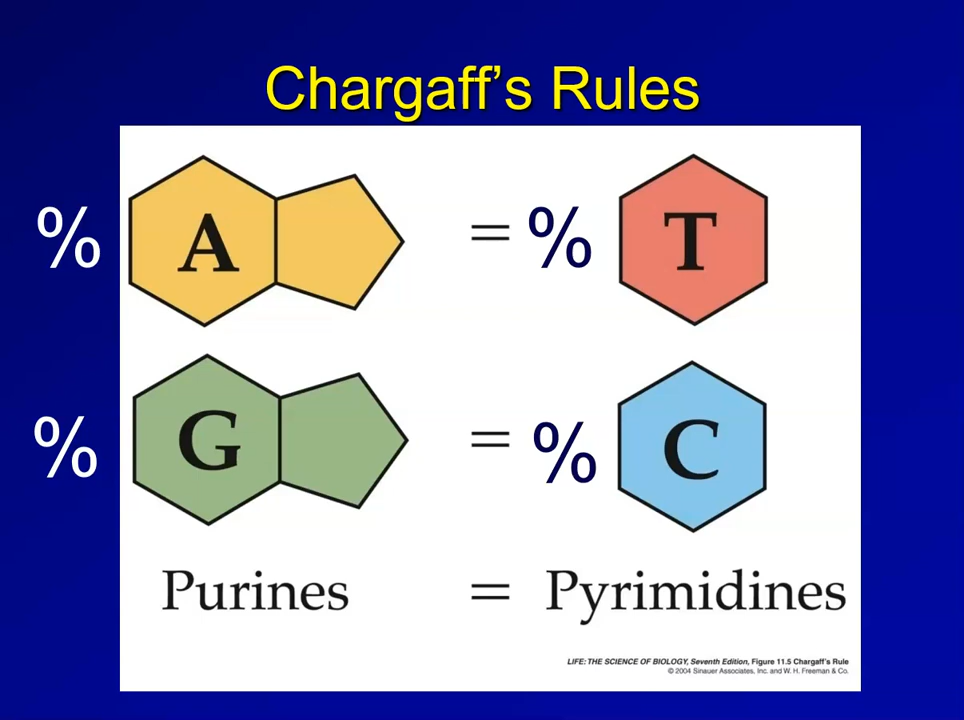 Chargaff's Rules
% A = % T
% G = % C
Purines = Pyrimidines
LIFE: THE SCIENCE OF BIOLOGY, Seventh Edition, Figure 11.5 Chargaff's Rule
© 2004 Sinauer Associates, Inc. and W. H. Freeman & Co.